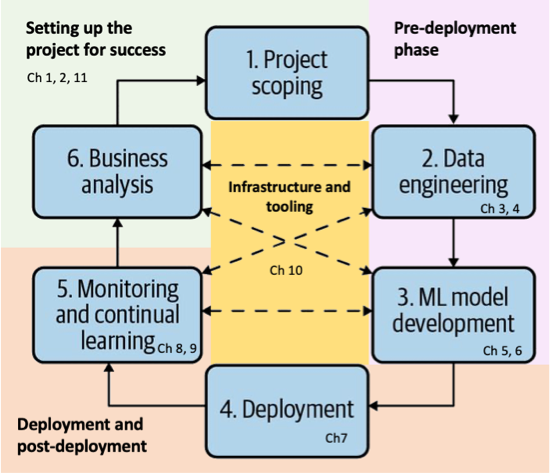 Setting up the
project for success
Ch 1, 2, 11
Pre-deployment
phase
1. Project
scoping
6. Business
analysis
2. Data
engineering
Ch 3, 4
Infrastructure and
tooling
Ch 10
5. Monitoring
and continual
learning Ch 8, 9
3. ML model
development
Ch 5, 6
4. Deployment
Ch7
Deployment and
post-deployment